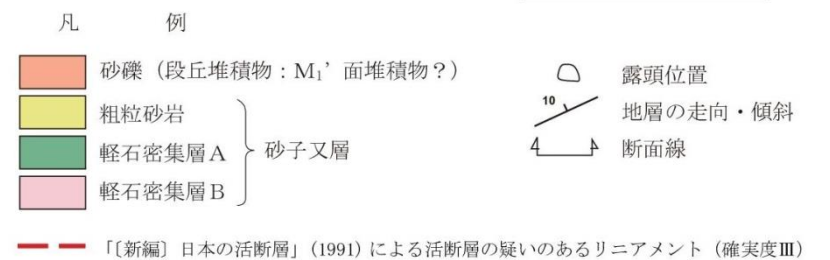 凡 例
砂礫（段丘堆積物：M₁’面堆積物？）
粗粒砂岩
軽石密集層A
軽石密集層B
砂子又層
露頭位置
10
地層の走向・傾斜
断面線
「〔新編〕日本の活断層」(1991) による活断層の疑いのあるリニアメント（確実度Ⅲ）